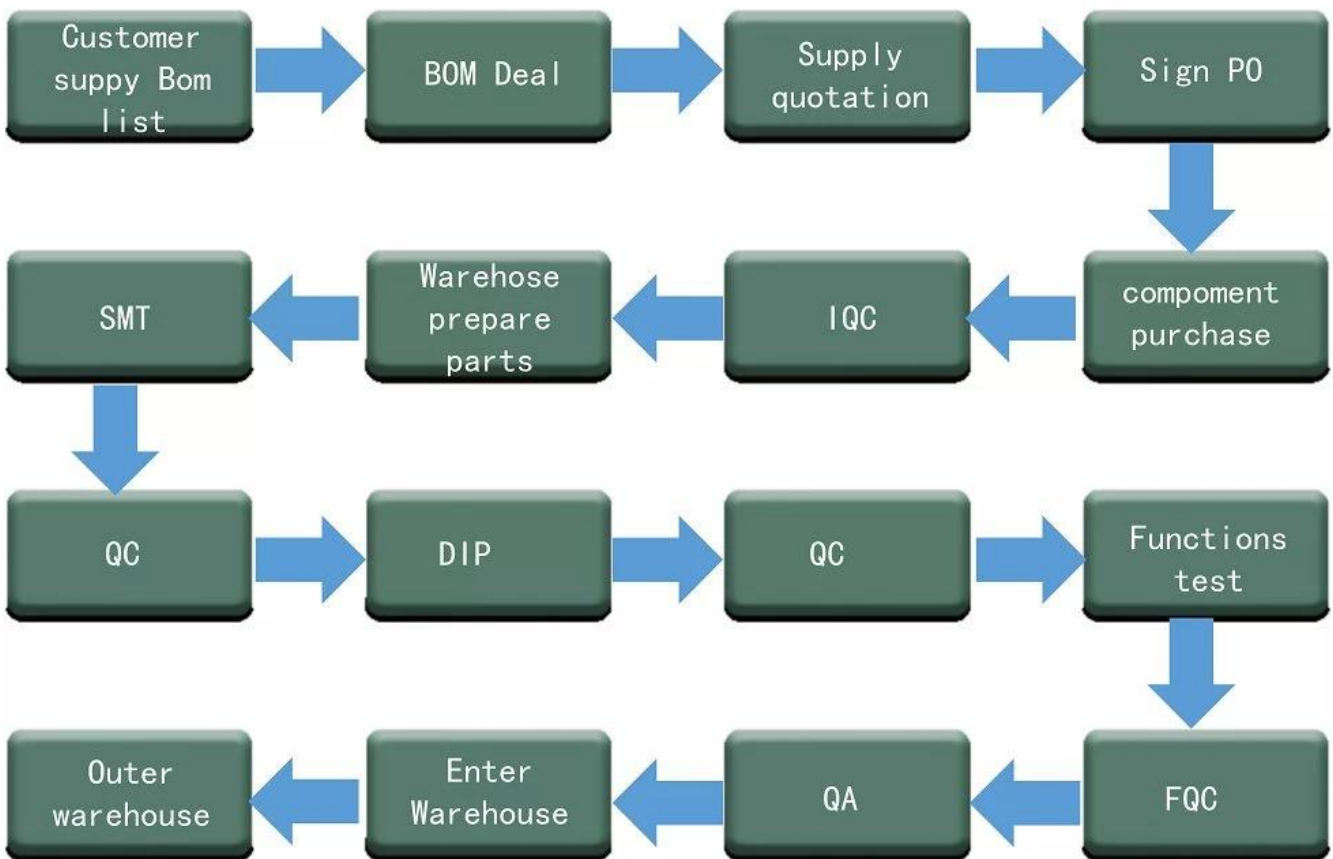 Customer
suppy Bom
list
BOM Deal
Supply
quotation
Sign PO
compoment
purchase
IQC
Warehose
prepare
parts
SMT
QC
DIP
QC
Functions
test
FQC
QA
Enter
Warehouse
Outer
warehouse